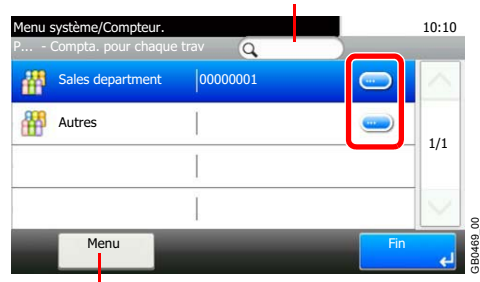 Menu système/Compteur. 10:10
P... - Compta. pour chaque trav
Sales department 00000001 ...
Autres ...
1/1
Menu Fin
GB0469_00